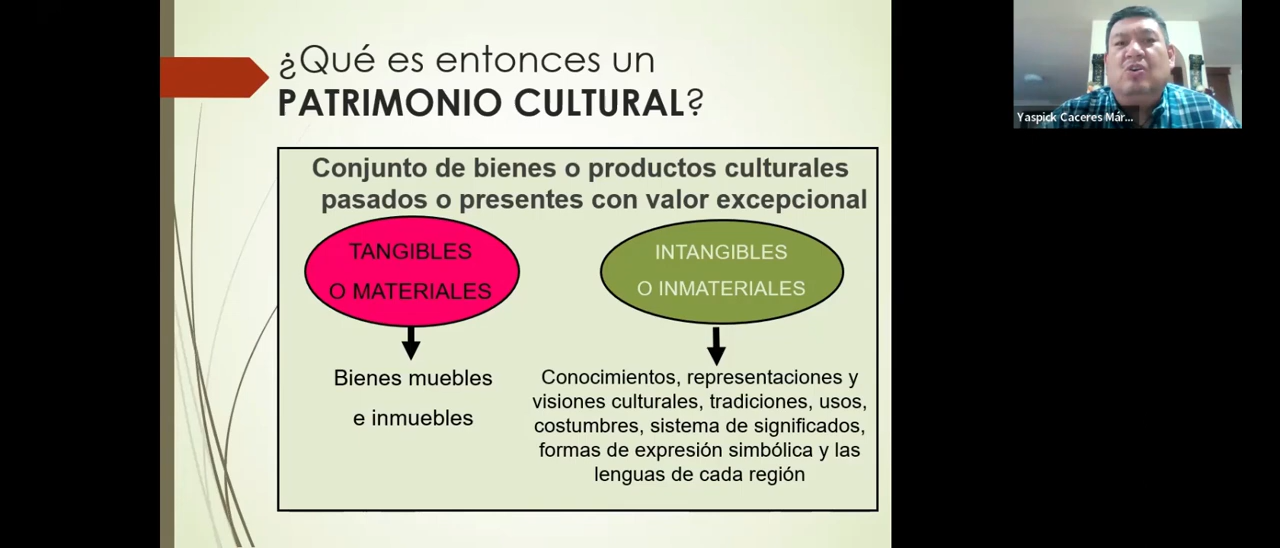 ¿Qué es entonces un
PATRIMONIO CULTURAL?
Conjunto de bienes o productos culturales
pasados o presentes con valor excepcional
TANGIBLES
O MATERIALES
INTANGIBLES
O INMATERIALES
Bienes muebles
e inmuebles
Conocimientos, representaciones y
visiones culturales, tradiciones, usos,
costumbres, sistema de significados,
formas de expresión simbólica y las
lenguas de cada región
Yaspick Caceres Már...